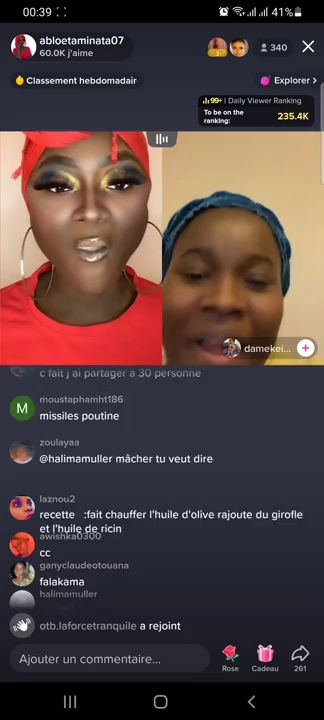 00:39
41%
abloetaminata07
60.0K j'aime
3
340
Classement hebdomadair
Explorer >
99+ | Daily Viewer Ranking
To be on the ranking: 235.4K
damekei...
c fait j ai partager a 30 personne
M
moustaphamht186
missiles poutine
zoulayaa
@halimamuller mâcher tu veut dire
laznou2
recette :fait chauffer l'huile d'olive rajoute du girofle
et l'huile de ricin
awishka0300
cc
ganyclaudeotouana
falakama
halimamuller
otb.laforcetranquile a rejoint
Ajouter un commentaire...
Rose
Cadeau
261